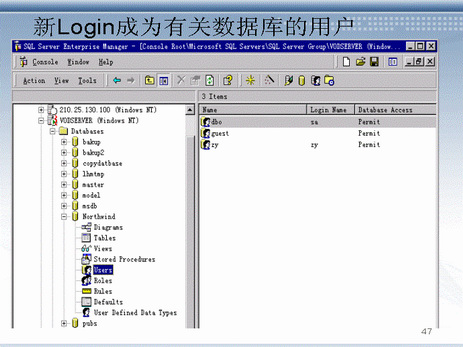 新Login成为有关数据库的用户
SQL Server Enterprise Manager - [Console Root\Microsoft SQL Servers\SQL Server Group\VODSERVER (Window...
Console Window Help
Action View Tools
3 Items
210.25.130.100 (Windows NT)
VODSERVER (Windows NT)
Databases
bakup
bakup2
copydatbase
lhmtmp
master
model
msdb
Northwind
Diagrams
Tables
Views
Stored Procedures
Users
Roles
Rules
Defaults
User Defined Data Types
pubs
Name Login Name Database Access
dbo sa Permit
guest Permit
zy zy Permit
47